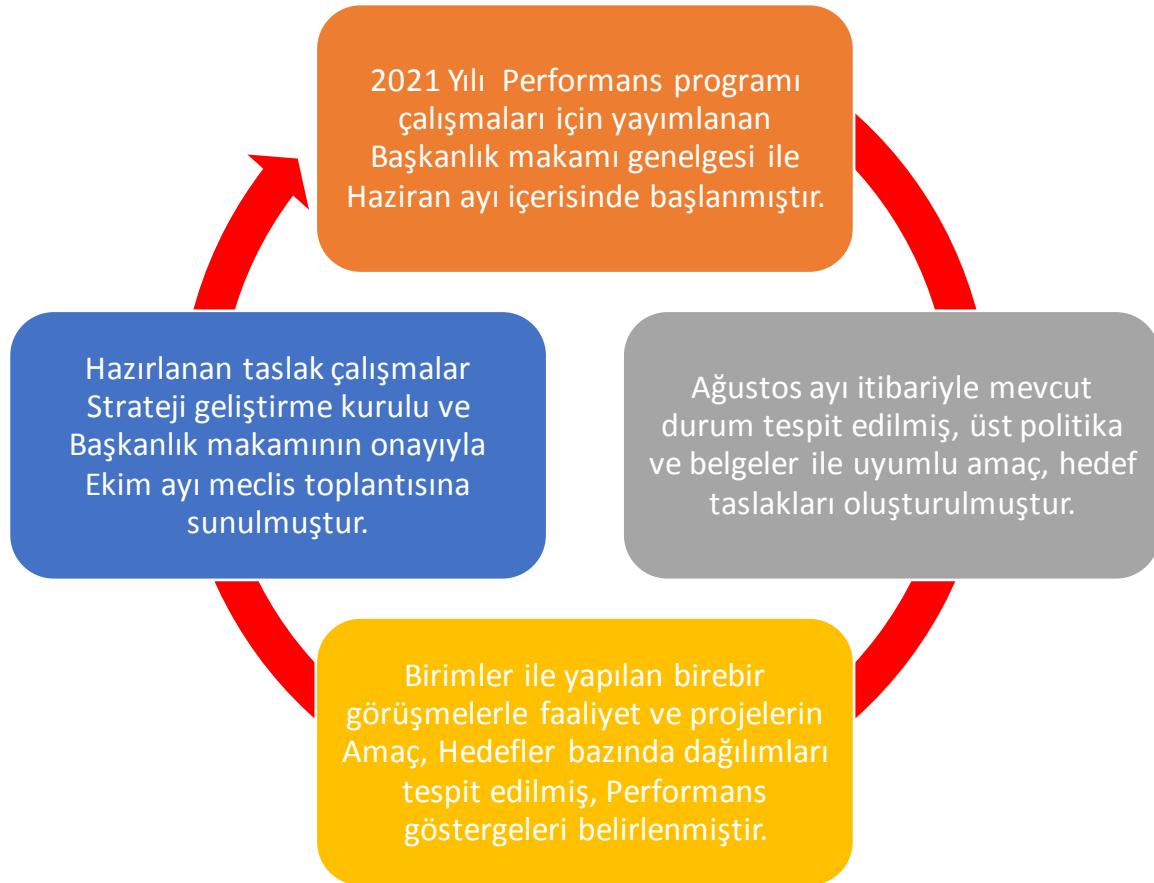 2021 Yılı  Performans programı
çalışmaları için yayımlanan
Başkanlık makamı genelgesi ile
Haziran ayı içerisinde başlanmıştır.
Ağustos ayı itibariyle mevcut
durum tespit edilmiş, üst politika
ve belgeler ile uyumlu amaç, hedef
taslakları oluşturulmuştur.
Birimler ile yapılan birebir
görüşmelerle faaliyet ve projelerin
Amaç, Hedefler bazında dağılımları
tespit edilmiş, Performans
göstergeleri belirlenmiştir.
Hazırlanan taslak çalışmalar
Strateji geliştirme kurulu ve
Başkanlık makamının onayıyla
Ekim ayı meclis toplantısına
sunulmuştur.